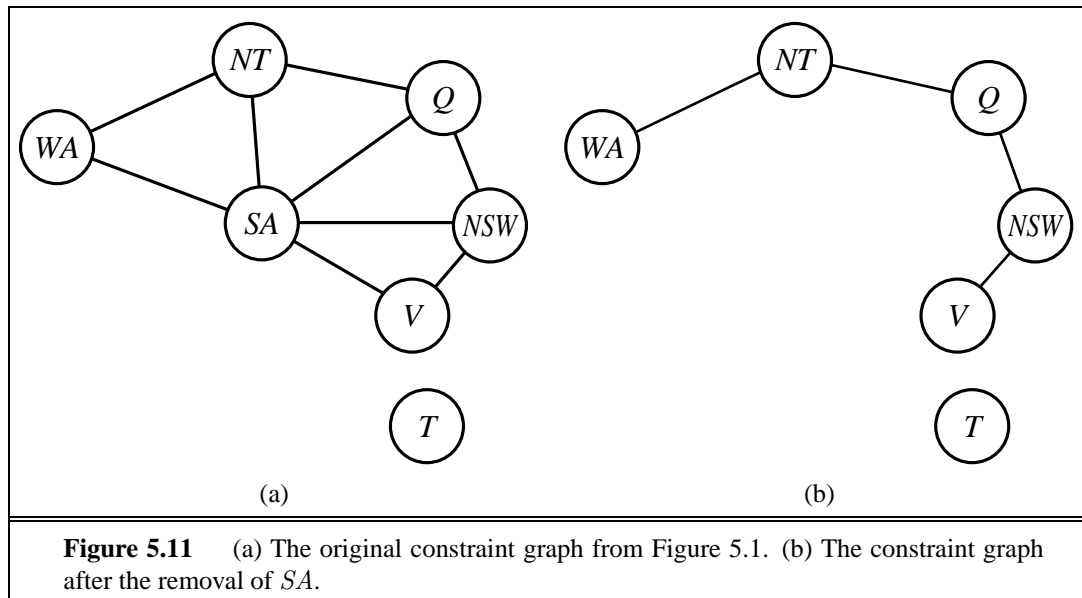 NT
Q
WA
SA
NSW
V
T
(a)
NT
Q
WA
NSW
V
T
(b)
Figure 5.11 (a) The original constraint graph from Figure 5.1. (b) The constraint graph
after the removal of SA.